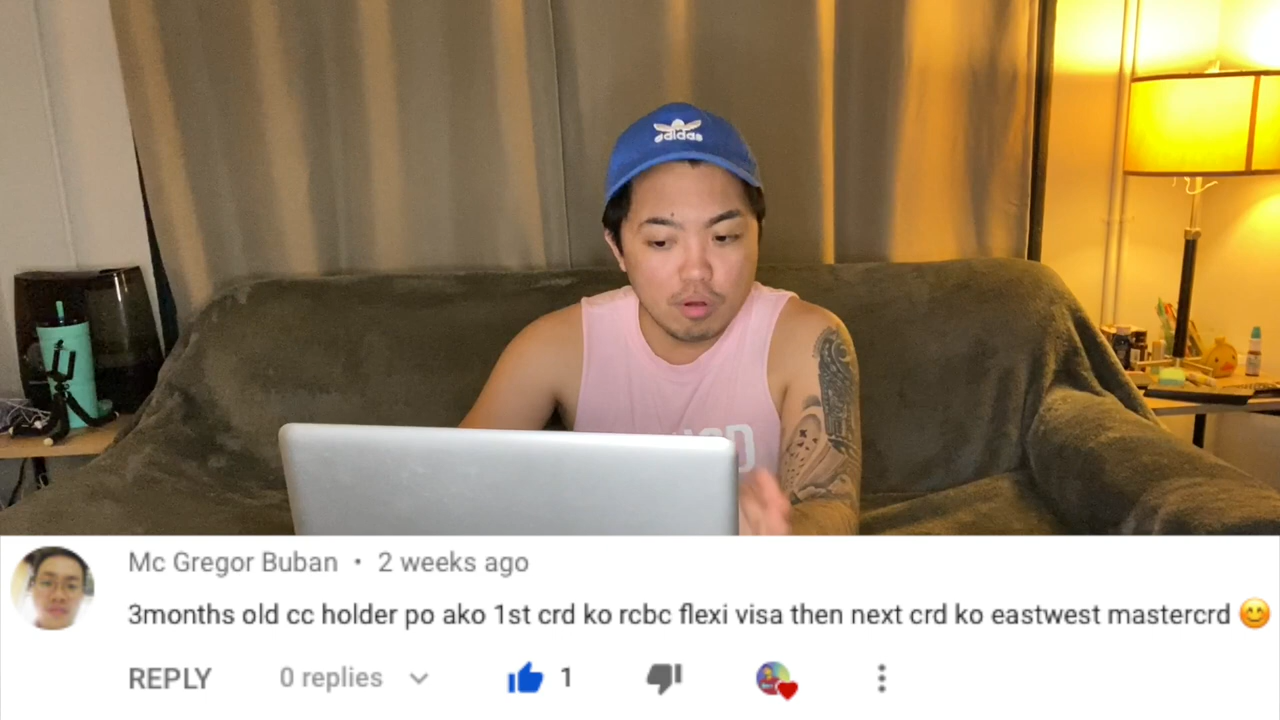 adidas
Mc Gregor Buban • 2 weeks ago
3months old cc holder po ako 1st crd ko rcbc flexi visa then next crd ko eastwest mastercrd 😊
REPLY 0 replies 1